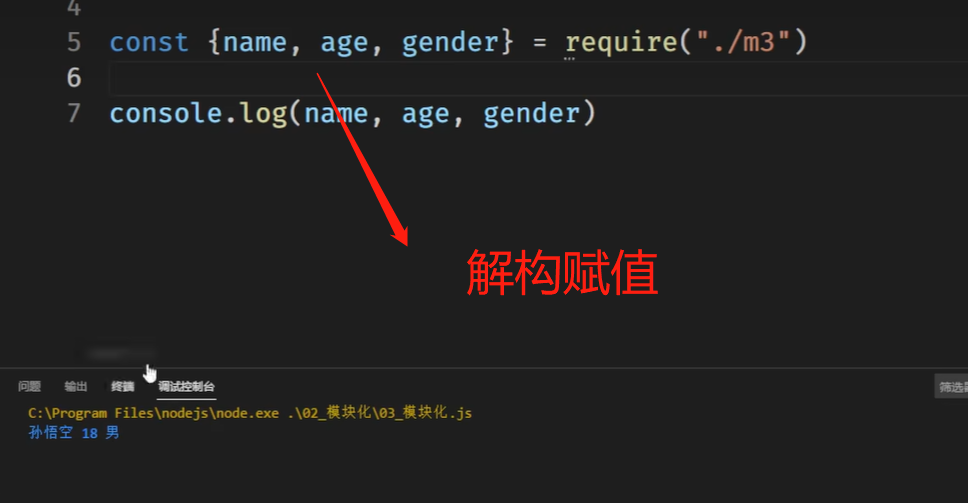 4
5 const {name, age, gender} = require("./m3")
6
7 console.log(name, age, gender)
解构赋值
问题 输出 终端 调试控制台 筛选
C:\Program Files\nodejs\node.exe .\02_模块化\03_模块化.js
孙悟空 18 男